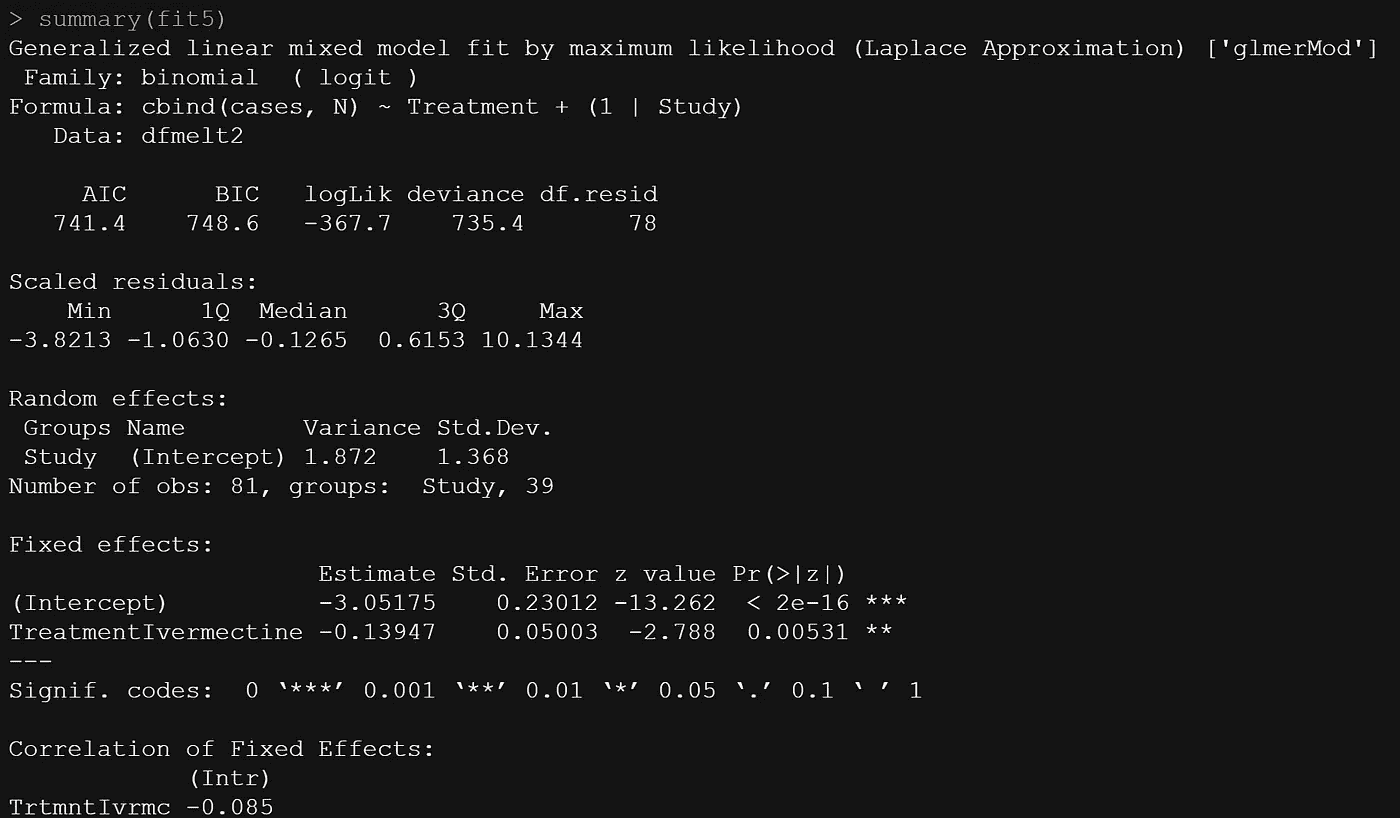 > summary(fit5)
Generalized linear mixed model fit by maximum likelihood (Laplace Approximation) ['glmerMod']
 Family: binomial  ( logit )
Formula: cbind(cases, N) ~ Treatment + (1 | Study)
   Data: dfmelt2

     AIC      BIC   logLik deviance df.resid
   741.4    748.6   -367.7    735.4       78

Scaled residuals:
    Min      1Q  Median      3Q     Max
-3.8213 -1.0630 -0.1265  0.6153 10.1344

Random effects:
 Groups Name        Variance Std.Dev.
 Study  (Intercept) 1.872    1.368
Number of obs: 81, groups:  Study, 39

Fixed effects:
                     Estimate Std. Error z value Pr(>|z|)
(Intercept)          -3.05175    0.23012 -13.262  < 2e-16 ***
TreatmentIvermectine -0.13947    0.05003  -2.788  0.00531 **
---
Signif. codes:  0 ‘***’ 0.001 ‘**’ 0.01 ‘*’ 0.05 ‘.’ 0.1 ‘ ’ 1

Correlation of Fixed Effects:
            (Intr)
TrtmntIvrmc -0.085